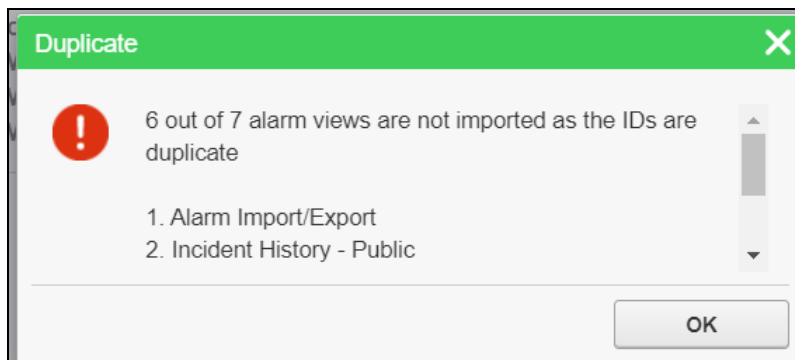 Duplicate
6 out of 7 alarm views are not imported as the IDs are
duplicate
1. Alarm Import/Export
2. Incident History - Public
OK